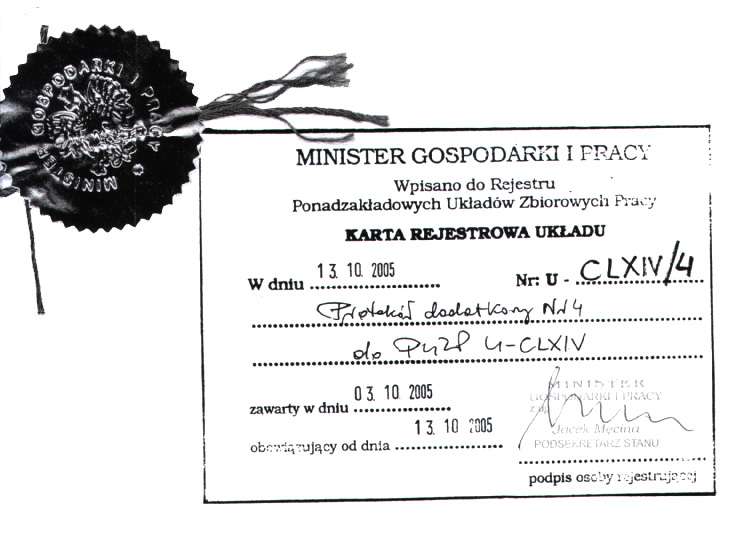 MINISTER GOSPODARKI I PRACY
MINISTER GOSPODARKI I PRACY
Wpisano do Rejestru
Ponadzakładowych Układów Zbiorowych Pracy
KARTA REJESTROWA UKŁADU
W dniu 13. 10. 2005 Nr: U - CLXIV/4
Protokół dodatkowy Nr 4
do PUZP U-CLXIV
zawarty w dniu 03. 10. 2005
obowiązujący od dnia 13. 10. 2005
MINISTER
GOSPODARKI I PRACY
Jacek Męcina
PODSEKRETARZ STANU
podpis osoby rejestrującej